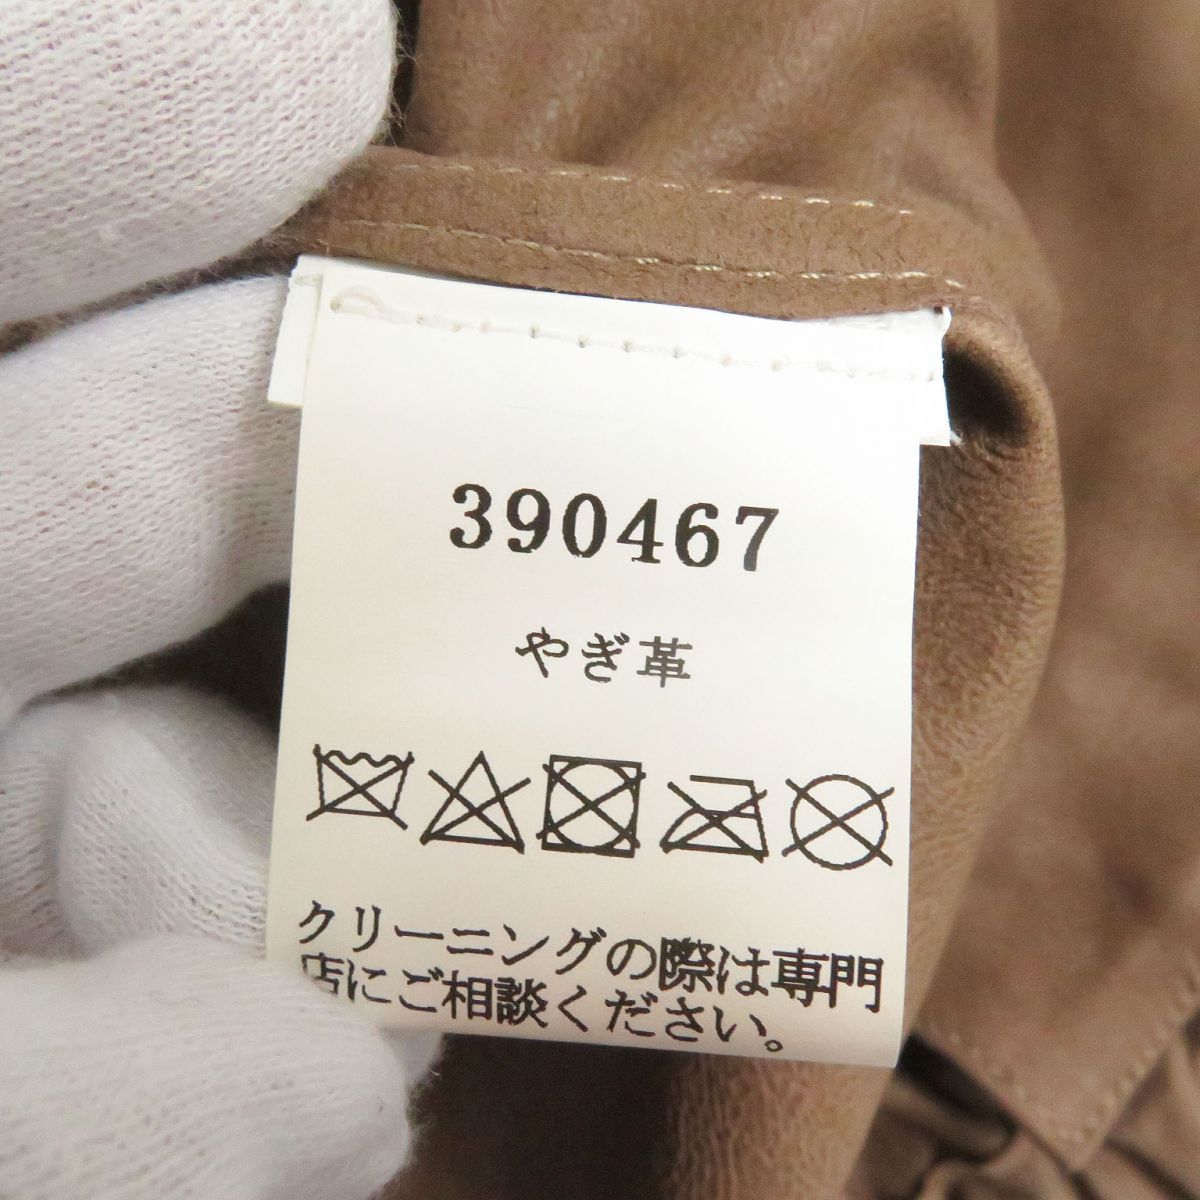 390467
やぎ革
クリーニングの際は専門
店にご相談ください。